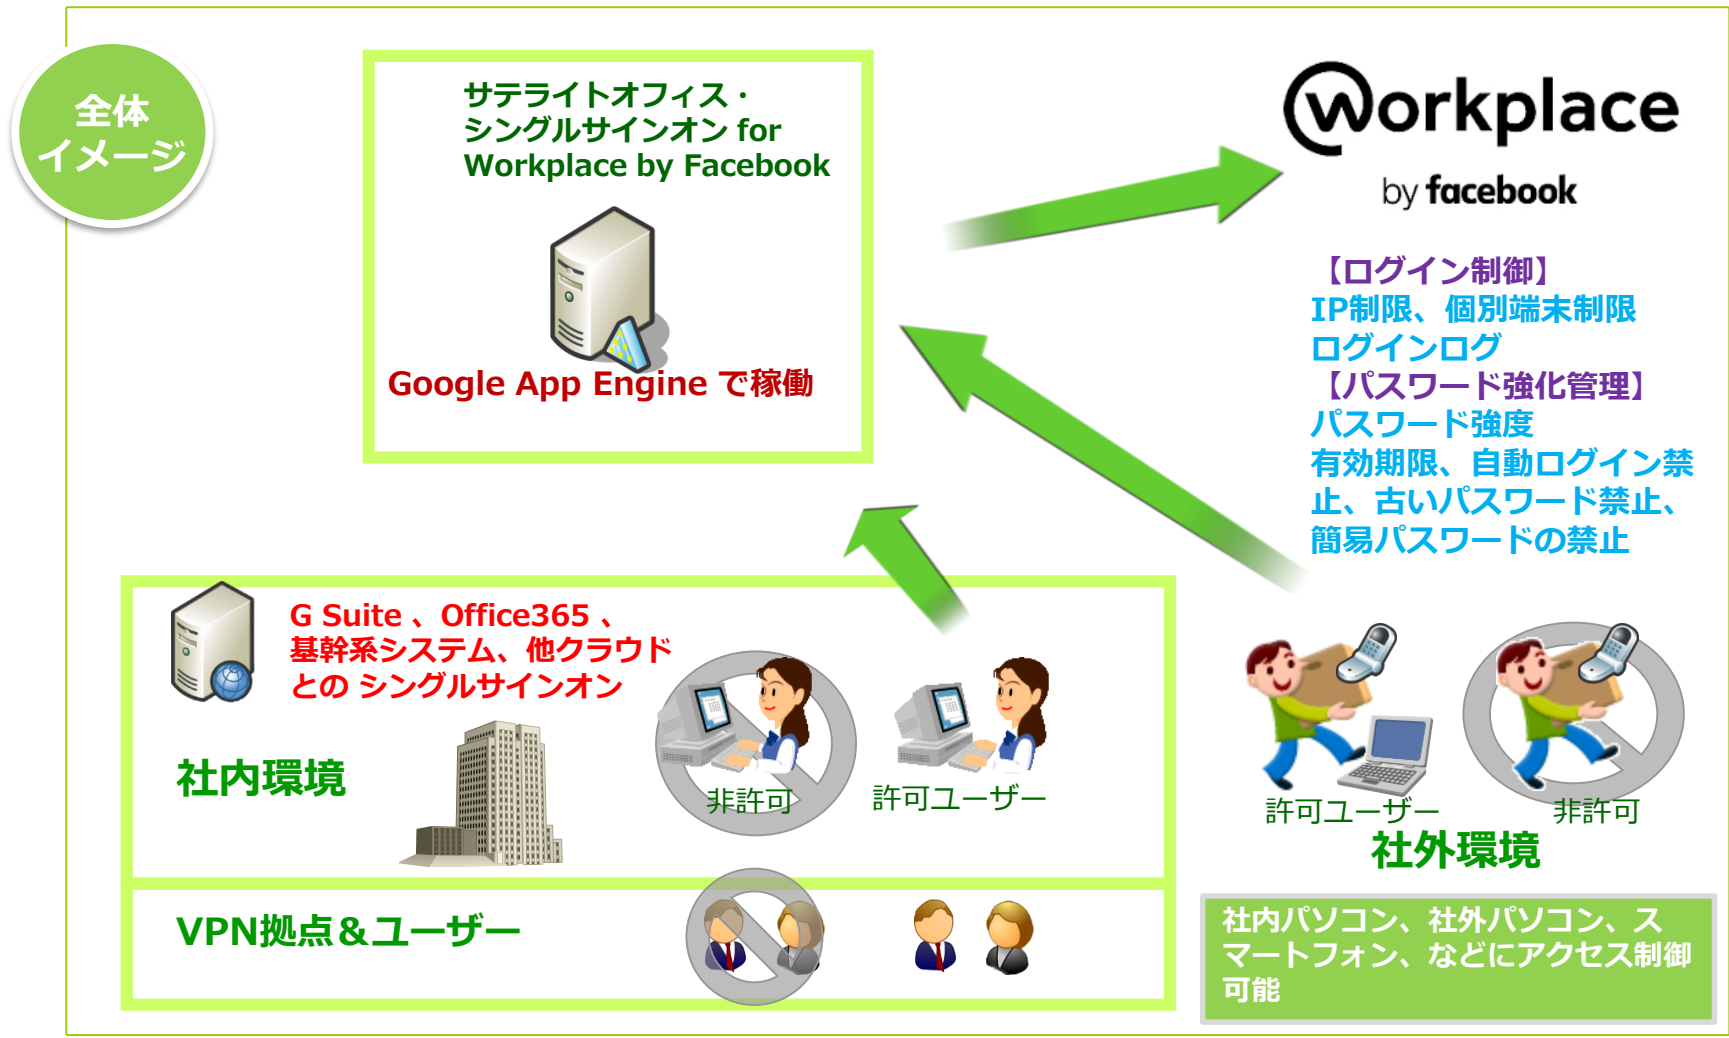 全体
イメージ
サテライトオフィス・
シングルサインオン for
Workplace by Facebook
Google App Engine で稼働
Workplace
by facebook
【ログイン制御】
IP制限、個別端末制限
ログインログ
【パスワード強化管理】
パスワード強度
有効期限、自動ログイン禁
止、古いパスワード禁止、
簡易パスワードの禁止
G Suite 、Office365 、
基幹系システム、他クラウド
との シングルサインオン
社内環境
非許可
許可ユーザー
VPN拠点＆ユーザー
許可ユーザー
非許可
社外環境
社内パソコン、社外パソコン、ス
マートフォン、などにアクセス制御
可能